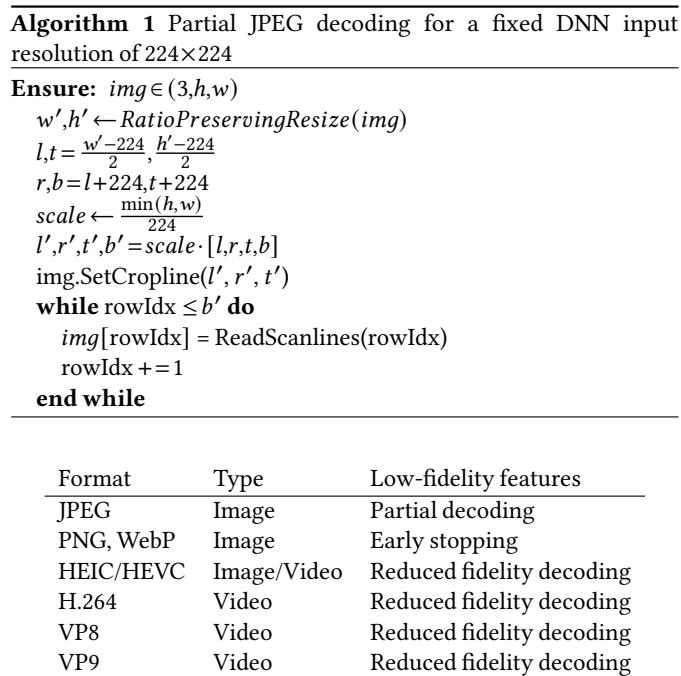 Algorithm 1 Partial JPEG decoding for a fixed DNN input
resolution of 224×224
Ensure: img∈(3,h,w)
w′,h′←RatioPreservingResize(img)
l,t = \frac{w′−224}{2}, \frac{h′−224}{2}
r,b=l+224,t+224
scale← \frac{min(h,w)}{224}
l′,r′,t′,b′=scale·[l,r,t,b]
img.SetCropline(l′, r′, t′)
while rowIdx ≤ b′ do
img[rowIdx] = ReadScanlines(rowIdx)
rowIdx +=1
end while
Format Type Low-fidelity features
JPEG Image Partial decoding
PNG, WebP Image Early stopping
HEIC/HEVC Image/Video Reduced fidelity decoding
H.264 Video Reduced fidelity decoding
VP8 Video Reduced fidelity decoding
VP9 Video Reduced fidelity decoding